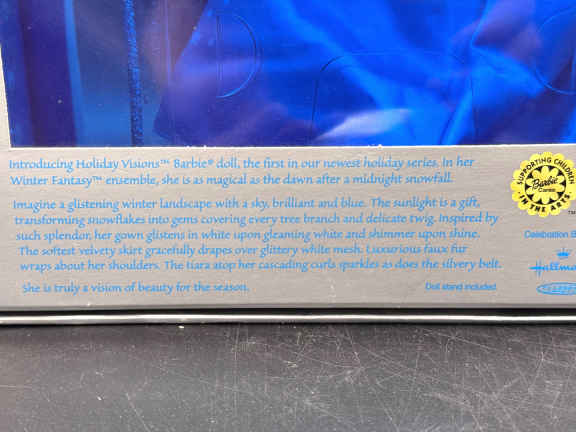 Introducing Holiday Visions™ Barbie® doll, the first in our newest holiday series. In her
Winter Fantasy™ ensemble, she is as magical as the dawn after a midnight snowfall.
Imagine a glistening winter landscape with a sky, brilliant and blue. The sunlight is a gift,
transforming snowflakes into gems covering every tree branch and delicate twig. Inspired by
such splendor, her gown glistens in white upon gleaming white and shimmer upon shine.
The softest velvety skirt gracefully drapes over glittery white mesh. Luxurious faux fur
wraps about her shoulders. The tiara atop her cascading curls sparkles as does the silvery belt.
She is truly a vision of beauty for the season.
Doll stand included.
SUPPORTING CHILDREN
Barbie
Cares
IN THE ARTS
TM
Celebration